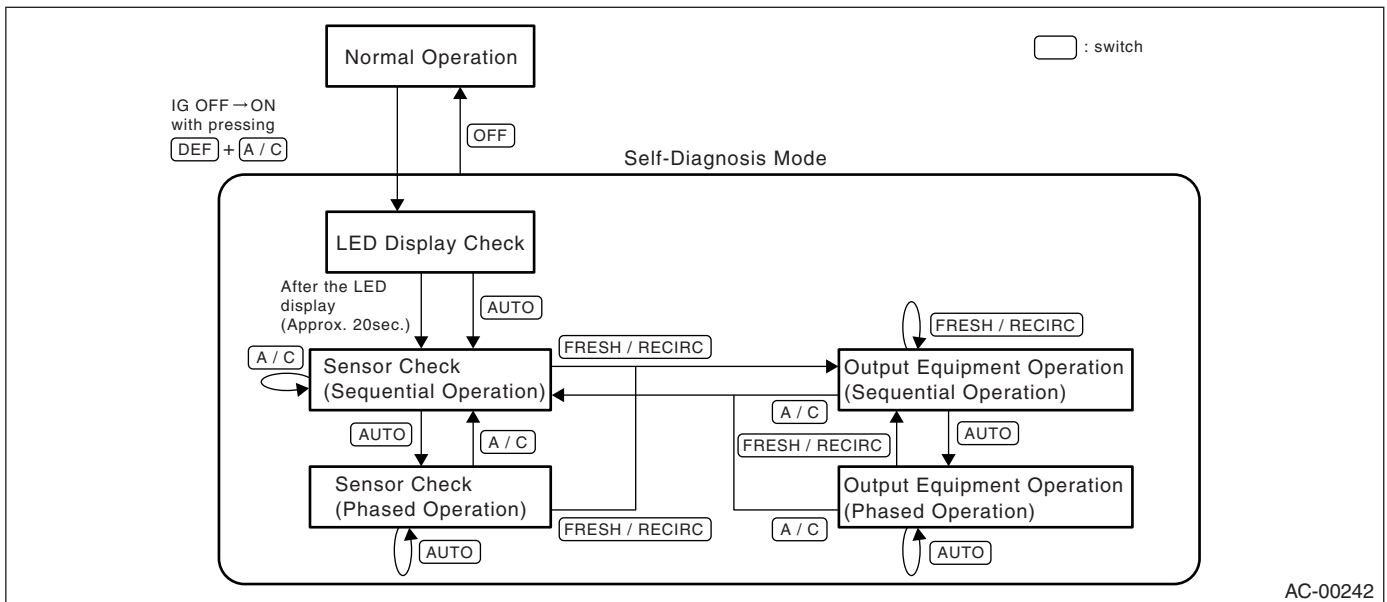 Normal Operation
: switch
IG OFF→ON
with pressing
DEF + A / C
OFF
Self-Diagnosis Mode
LED Display Check
After the LED
display
(Approx. 20sec.)
AUTO
A / C
Sensor Check
(Sequential Operation)
FRESH / RECIRC
FRESH / RECIRC
Output Equipment Operation
(Sequential Operation)
A / C
AUTO
A / C
FRESH / RECIRC
AUTO
Sensor Check
(Phased Operation)
FRESH / RECIRC
A / C
Output Equipment Operation
(Phased Operation)
AUTO
AUTO
AC-00242